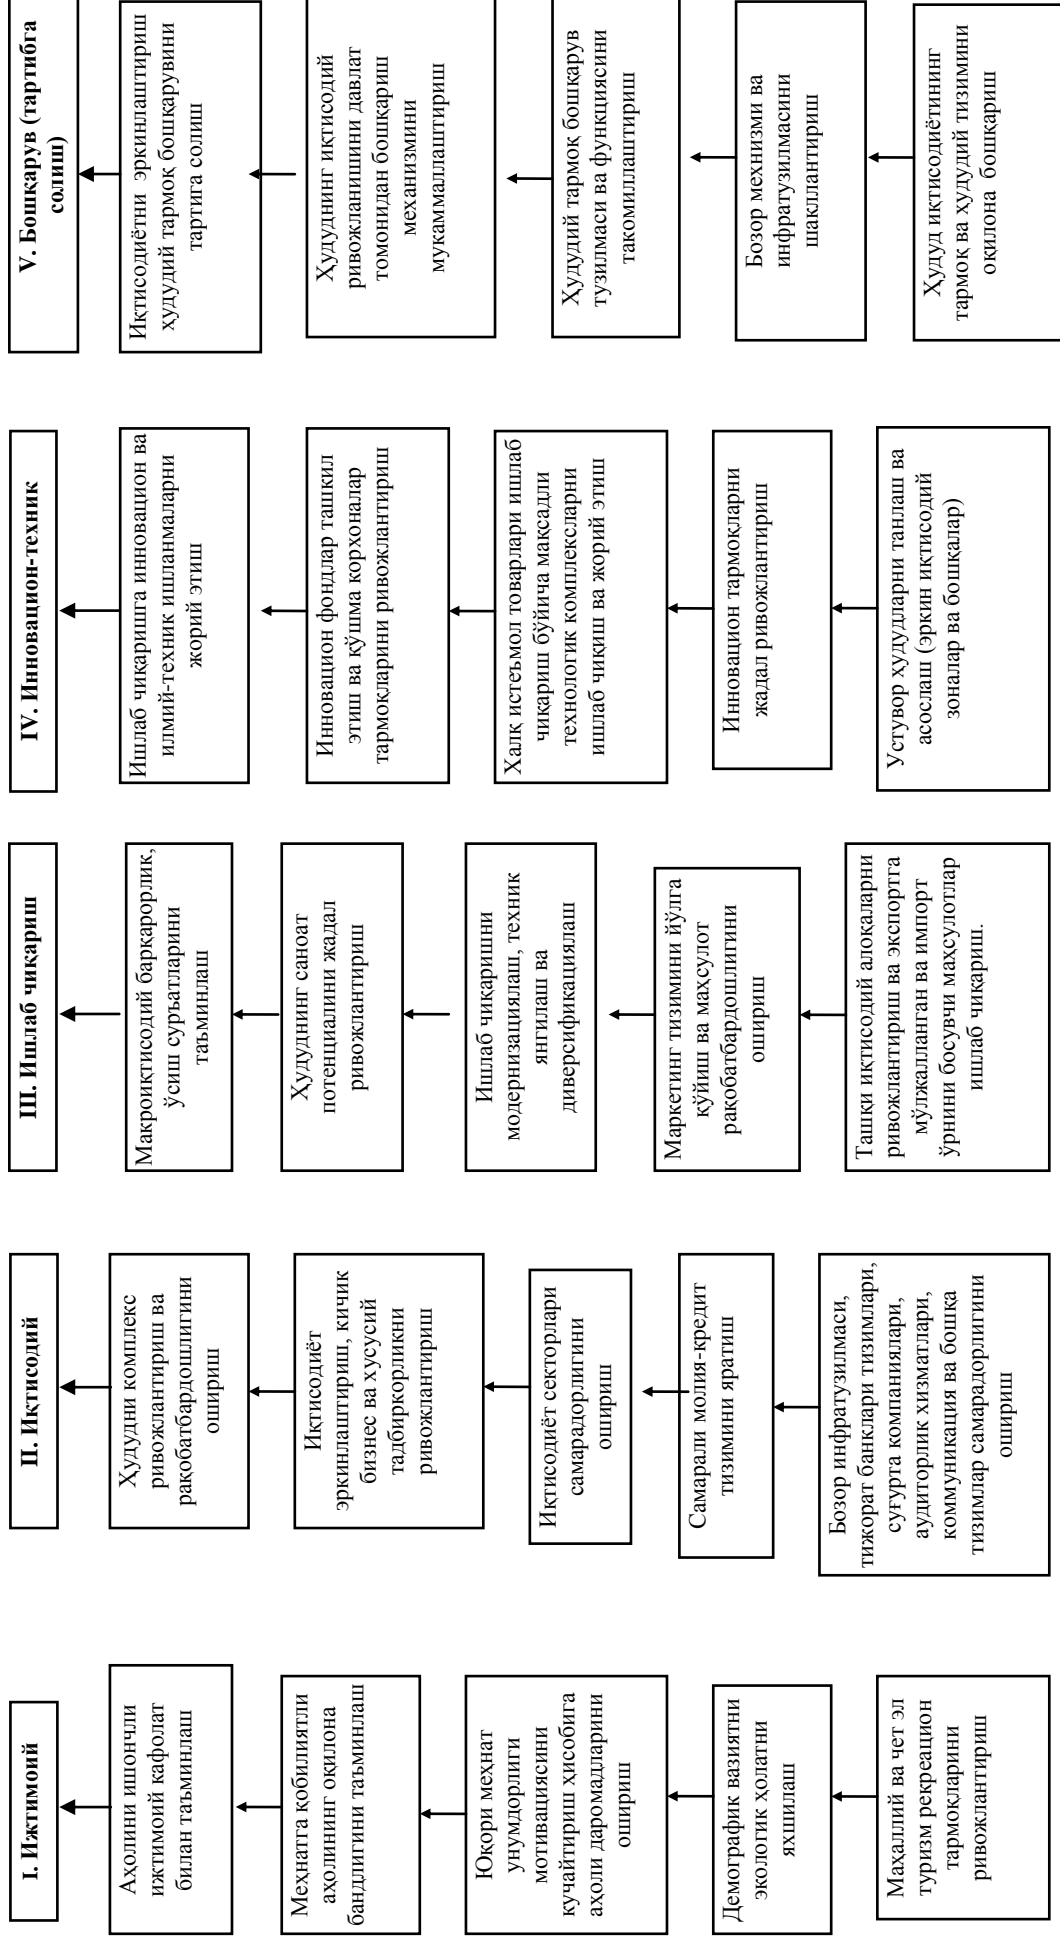 I. Ижтимоий
Аҳолини ишончли
ижтимоий кафолат
билан таъминлаш
Меҳнатга қобилиятли
аҳолининг оқилона
бандлигини таъминлаш
Юқори меҳнат
унумдорлиги
мотивациясини
кучайтириш ҳисобига
аҳоли даромадларини
ошириш
Демографик вазиятни
экологик ҳолатни
яхшилаш
Маҳаллий ва чет эл
туризм рекреацион
тармоқларини
ривожлантириш
II. Иқтисодий
Ҳудудни комплекс
ривожлантириш ва
рақобатбардошлигини
ошириш
Иқтисодиёт
эркинлаштириш, кичик
бизнес ва хусусий
тадбиркорликни
ривожлантириш
Иқтисодиёт секторлари
самарадорлигини
ошириш
Самарали молия-кредит
тизимини яратиш
Бозор инфратузилмаси,
тижорат банклари тизимлари,
суғурта компаниялари,
аудиторлик хизматлари,
коммуникация ва бошқа
тизимлар самарадорлигини
ошириш
III. Ишлаб чиқариш
Макроиқтисодий барқарорлик,
ўсиш суръатларини
таъминлаш
Ҳудуднинг саноат
потенциалини жадал
ривожлантириш
Ишлаб чиқаришни
модернизациялаш, техник
янгилаш ва
диверсификациялаш
Маркетинг тизимини йўлга
қўйиш ва маҳсулот
рақобатбардошлигини
ошириш
Ташқи иқтисодий алоқаларни
ривожлантириш ва экспортга
мўлжалланган ва импорт
ўрнини босувчи маҳсулотлар
ишлаб чиқариш.
IV. Инновацион-техник
Ишлаб чиқаришга инновацион ва
илмий-техник ишланмаларни
жорий этиш
Инновацион фондлар ташкил
этиш ва қўшма корхоналар
тармоқларини ривожлантириш
Халқ истеъмол товарлари ишлаб
чиқариш бўйича мақсадли
технологик комплексларни
ишлаб чиқиш ва жорий этиш
Инновацион тармоқларни
жадал ривожлантириш
Устувор ҳудудларни танлаш ва
асослаш (эркин иқтисодий
зоналар ва бошқалар)
V. Бошқарув (тартибга
солиш)
Иқтисодиётни эркинлаштириш
ҳудудий тармоқ бошқарувини
тартига солиш
Ҳудуднинг иқтисодий
ривожланишини давлат
томонидан бошқариш
механизмини
мукаммаллаштириш
Ҳудудий тармоқ бошқарув
тузилмаси ва функциясини
такомиллаштириш
Бозор мехнизми ва
инфратузилмасини
шакллантириш
Ҳудуд иқтисодиётининг
тармоқ ва ҳудудий тизимини
оқилона бошқариш